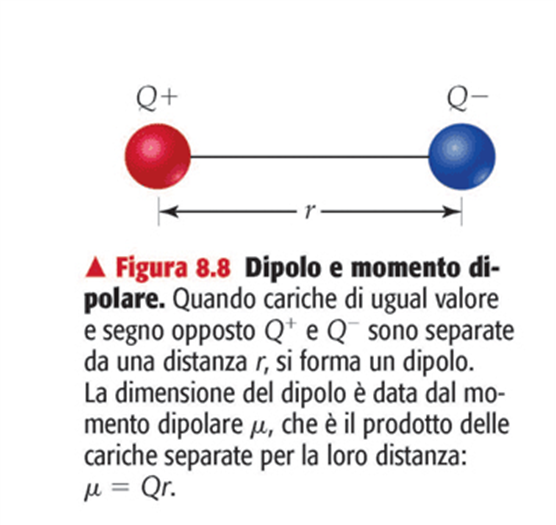 Q+ Q−
r
▲ Figura 8.8 Dipolo e momento di-
polare. Quando cariche di ugual valore
e segno opposto Q⁺ e Q⁻ sono separate
da una distanza r, si forma un dipolo.
La dimensione del dipolo è data dal mo-
mento dipolare μ, che è il prodotto delle
cariche separate per la loro distanza:
μ = Qr.